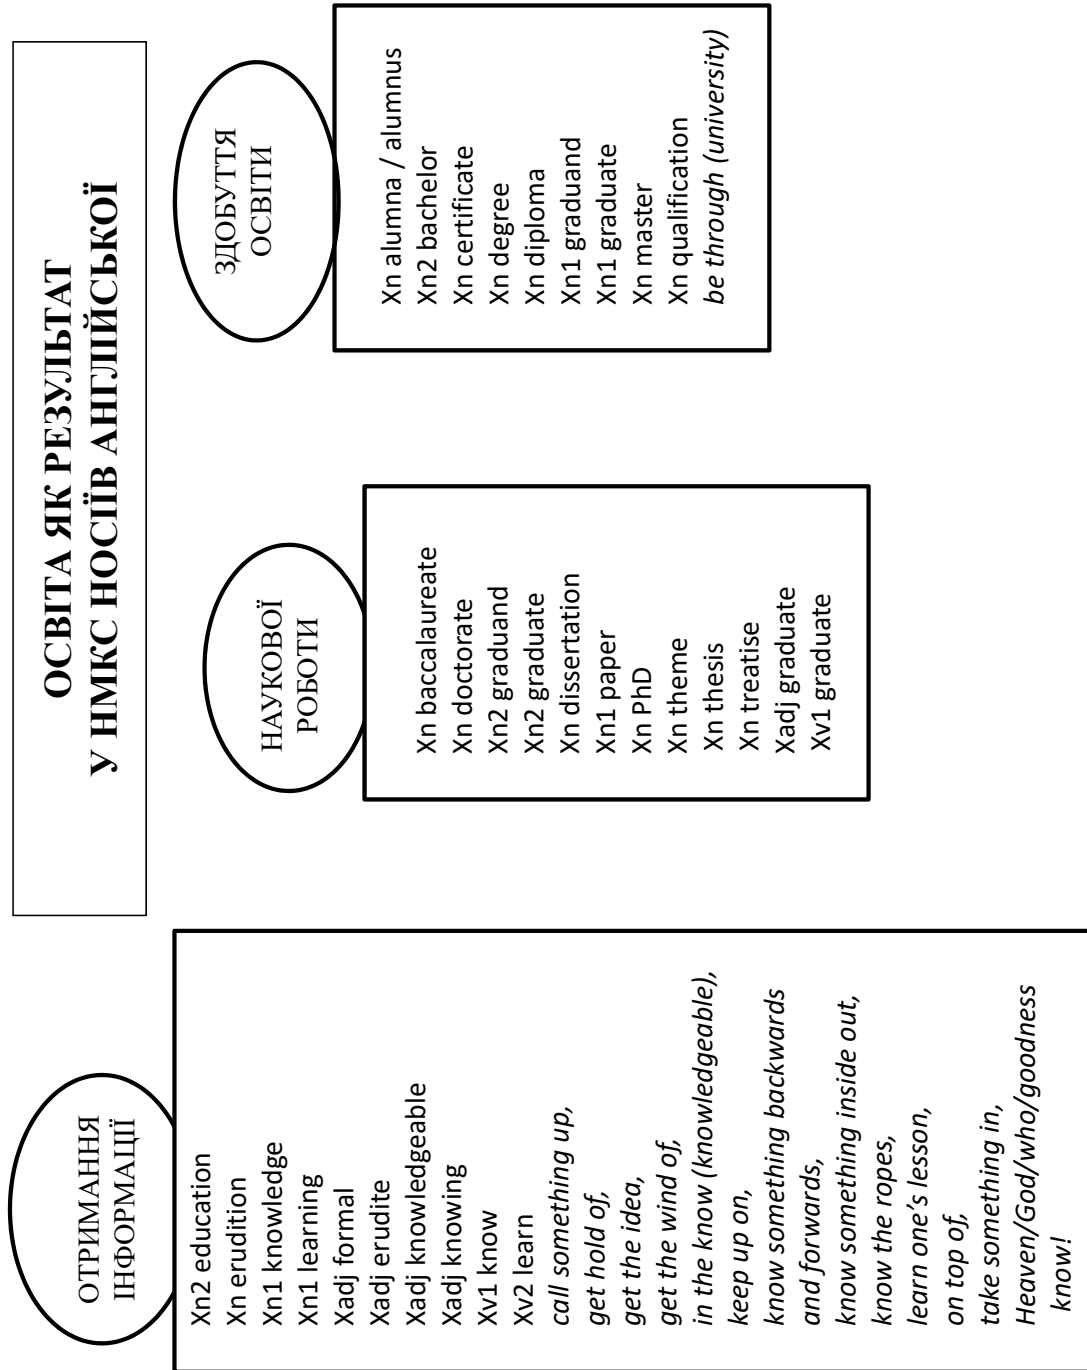 ОСВІТА ЯК РЕЗУЛЬТАТ
У НМКС НОСІЇВ АНГЛІЙСЬКОЇ
ОТРИМАННЯ
ІНФОРМАЦІЇ
Xn2 education
Xn erudition
Xn1 knowledge
Xn1 learning
Xadj formal
Xadj erudite
Xadj knowledgeable
Xadj knowing
Xv1 know
Xv2 learn
call something up,
get hold of,
get the idea,
get the wind of,
in the know (knowledgeable),
keep up on,
know something backwards
and forwards,
know something inside out,
know the ropes,
learn one’s lesson,
on top of,
take something in,
Heaven/God/who/goodness
know!
НАУКОВОЇ
РОБОТИ
Xn baccalaureate
Xn doctorate
Xn2 graduand
Xn2 graduate
Xn dissertation
Xn1 paper
Xn PhD
Xn theme
Xn thesis
Xn treatise
Xadj graduate
Xv1 graduate
ЗДОБУТТЯ
ОСВІТИ
Xn alumna / alumnus
Xn2 bachelor
Xn certificate
Xn degree
Xn diploma
Xn1 graduand
Xn1 graduate
Xn master
Xn qualification
be through (university)